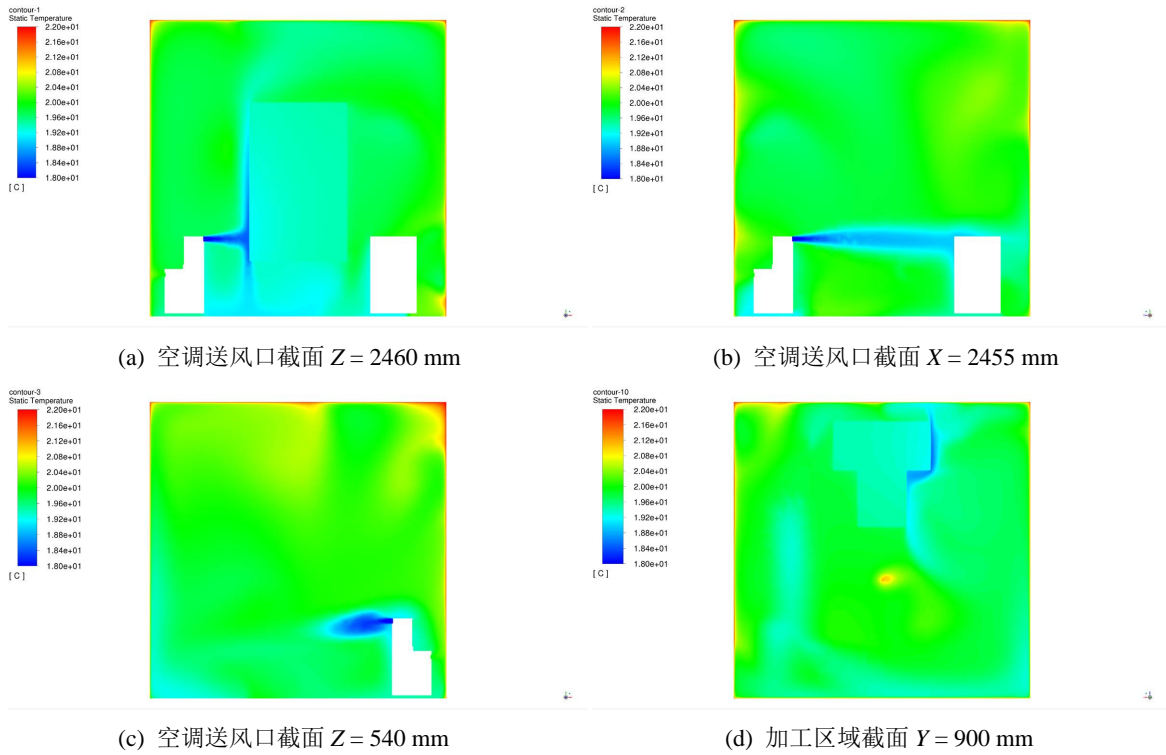 contour-1
Static Temperature
2.20e+01
2.16e+01
2.12e+01
2.08e+01
2.04e+01
2.00e+01
1.96e+01
1.92e+01
1.88e+01
1.84e+01
1.80e+01
[ C ]
(a) 空调送风口截面 Z = 2460 mm
contour-2
Static Temperature
2.20e+01
2.16e+01
2.12e+01
2.08e+01
2.04e+01
2.00e+01
1.96e+01
1.92e+01
1.88e+01
1.84e+01
1.80e+01
[ C ]
(b) 空调送风口截面 X = 2455 mm
contour-3
Static Temperature
2.20e+01
2.16e+01
2.12e+01
2.08e+01
2.04e+01
2.00e+01
1.96e+01
1.92e+01
1.88e+01
1.84e+01
1.80e+01
[ C ]
(c) 空调送风口截面 Z = 540 mm
contour-10
Static Temperature
2.20e+01
2.16e+01
2.12e+01
2.08e+01
2.04e+01
2.00e+01
1.96e+01
1.92e+01
1.88e+01
1.84e+01
1.80e+01
[ C ]
(d) 加工区域截面 Y = 900 mm